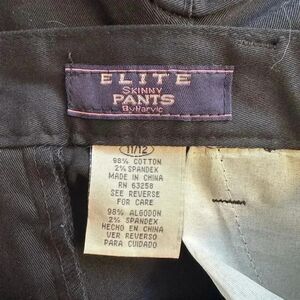 ELITE
SKINNY
PANTS
By Harvic
11/12
98% COTTON
2% SPANDEX
MADE IN CHINA
RN 63258
SEE REVERSE
FOR CARE
98% ALGODON
2% SPANDEX
HECHO EN CHINA
VER REVERSO
PARA CUIDADO